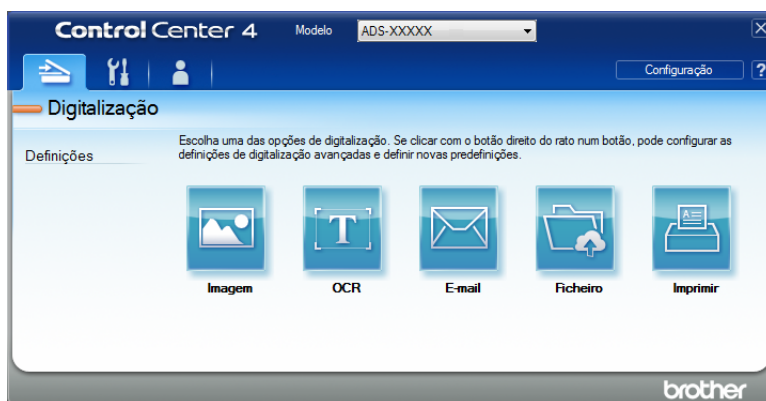 Control Center 4 Modelo ADS-XXXXX X
Configuração ?
Digitalização
Definições
Escolha uma das opções de digitalização. Se clicar com o botão direito do rato num botão, pode configurar as
definições de digitalização avançadas e definir novas predefinições.
T A
Imagem OCR E-mail Ficheiro Imprimir
brother